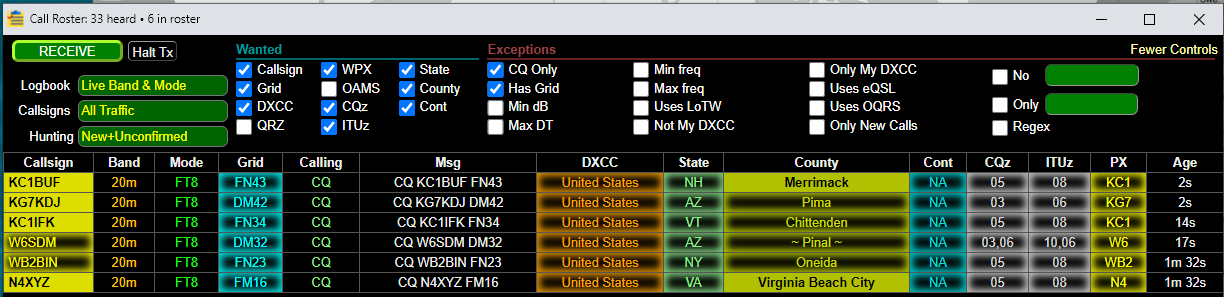 Call Roster: 33 heard • 6 in roster
RECEIVE Halt Tx Wanted Exceptions Fewer Controls
Callsign WPX State CQ Only Min freq Only My DXCC No
Logbook Live Band & Mode Grid OAMS County Has Grid Max freq Uses eQSL
Callsigns All Traffic DXCC CQz Cont Min dB Uses LoTW Uses OQRS Only
Hunting New+Unconfirmed QRZ ITUz Max DT Not My DXCC Only New Calls Regex
Callsign Band Mode Grid Calling Msg DXCC State County Cont CQz ITUz PX Age
KC1BUF 20m FT8 FN43 CQ CQ KC1BUF FN43 United States NH Merrimack NA 05 08 KC1 2s
KG7KDJ 20m FT8 DM42 CQ CQ KG7KDJ DM42 United States AZ Pima NA 03 06 KG7 2s
KC1IFK 20m FT8 FN34 CQ CQ KC1IFK FN34 United States VT Chittenden NA 05 08 KC1 14s
W6SDM 20m FT8 DM32 CQ CQ W6SDM DM32 United States AZ ~ Pinal ~ NA 03,06 10,06 W6 17s
WB2BIN 20m FT8 FN23 CQ CQ WB2BIN FN23 United States NY Oneida NA 05 08 WB2 1m 32s
N4XYZ 20m FT8 FM16 CQ CQ N4XYZ FM16 United States VA Virginia Beach City NA 05 08 N4 1m 32s